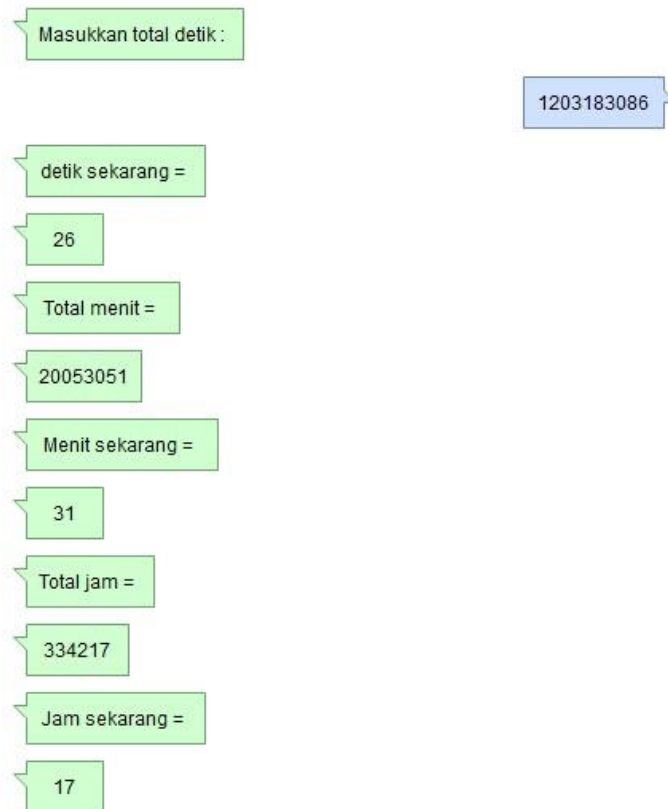 Masukkan total detik :
1203183086
detik sekarang =
26
Total menit =
20053051
Menit sekarang =
31
Total jam =
334217
Jam sekarang =
17